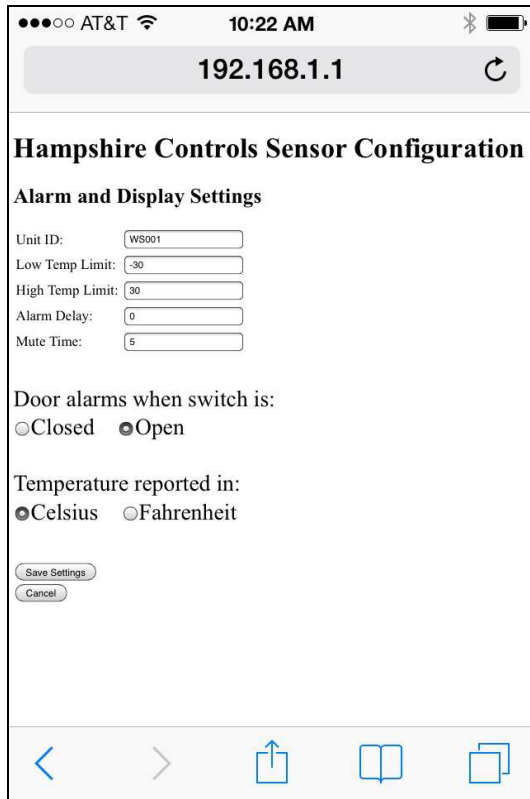 AT&T 10:22 AM
192.168.1.1
Hampshire Controls Sensor Configuration
Alarm and Display Settings
Unit ID: WS001
Low Temp Limit: -30
High Temp Limit: 30
Alarm Delay: 0
Mute Time: 5
Door alarms when switch is:
Closed Open
Temperature reported in:
Celsius Fahrenheit
Save Settings
Cancel